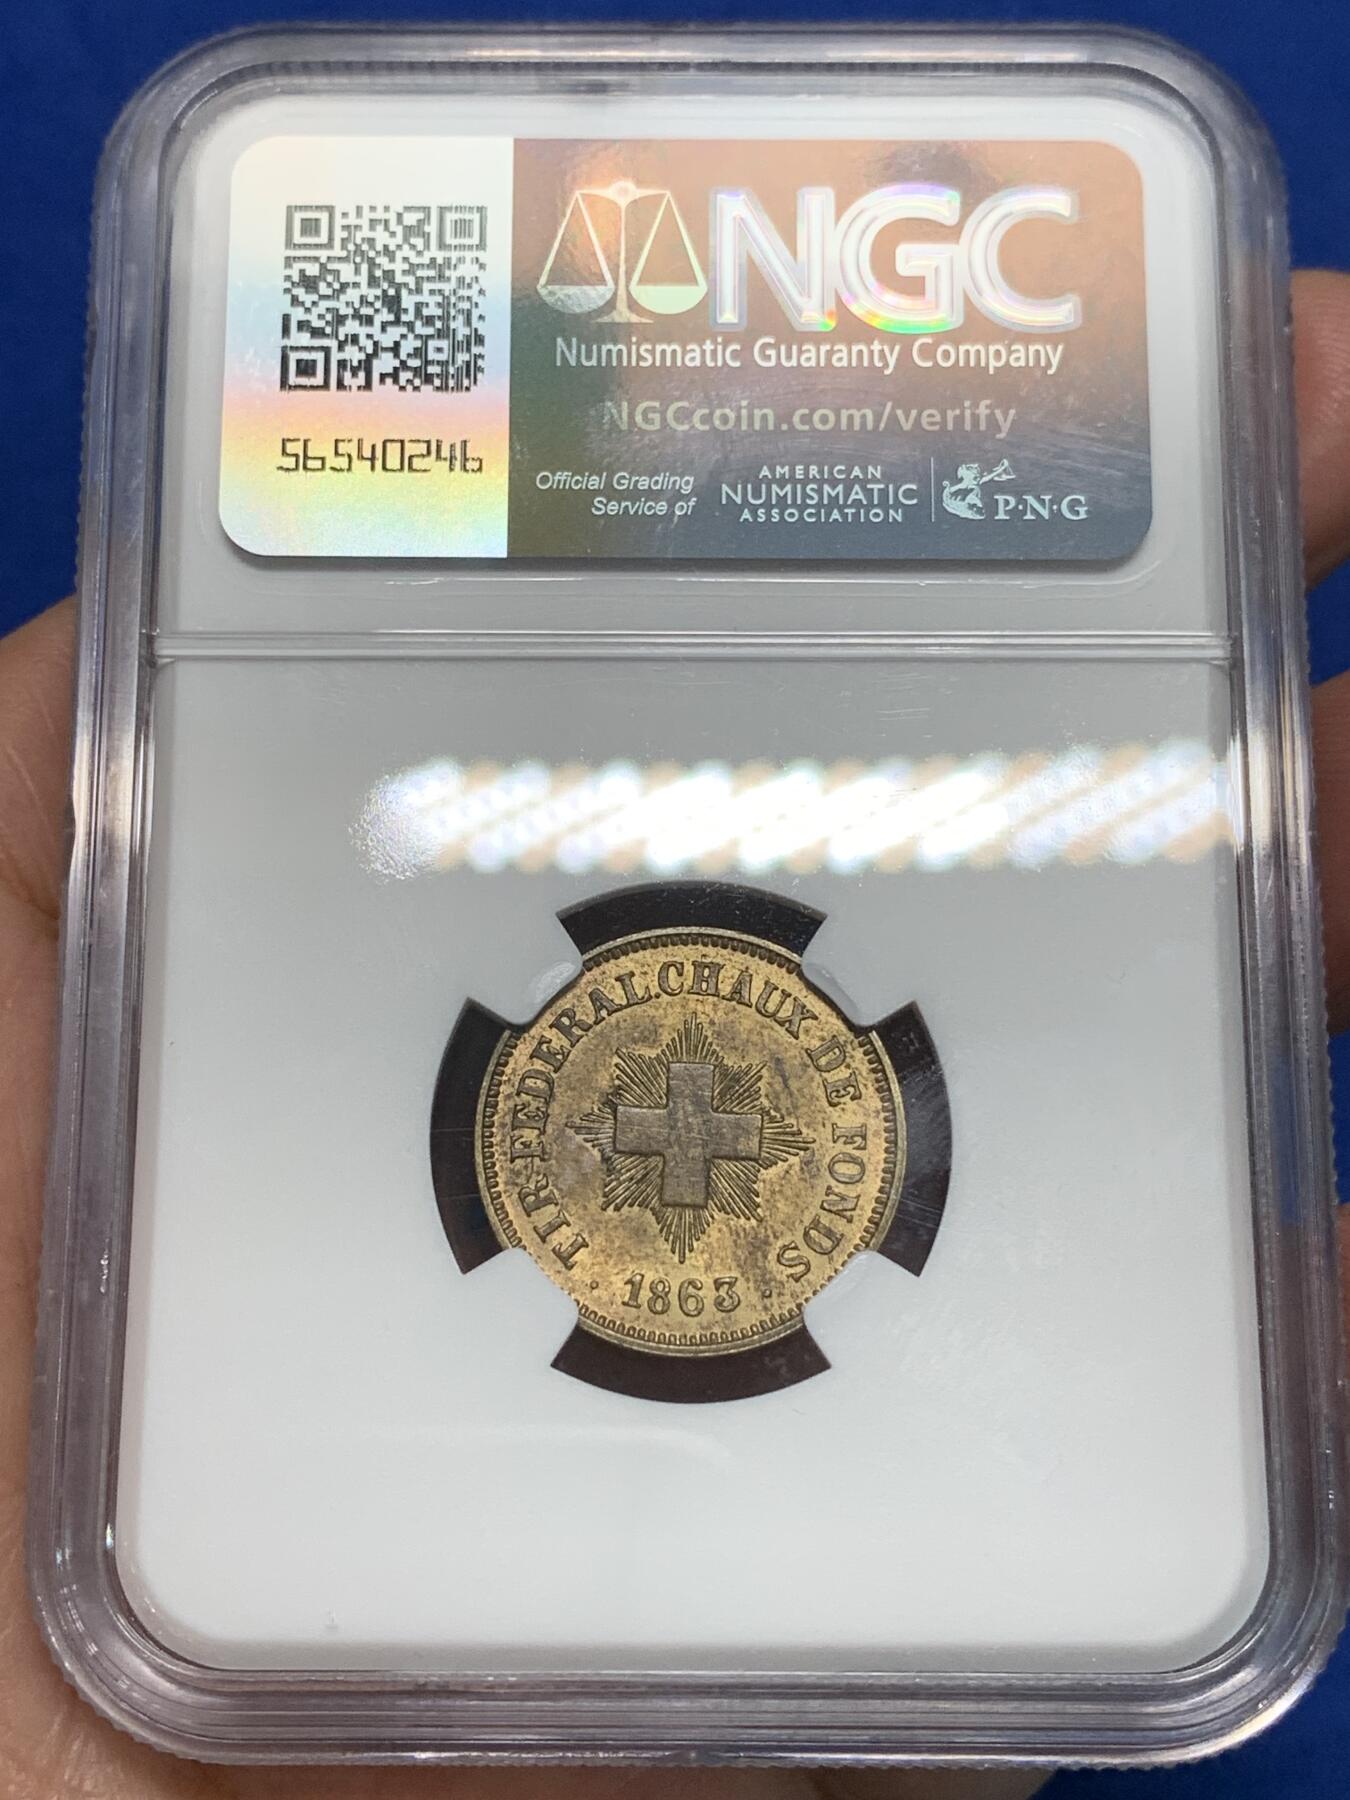 NGC
Numismatic Guaranty Company
NGCcoin.com/verify
56540246
Official Grading
Service of
AMERICAN
NUMISMATIC
ASSOCIATION
P·N·G
TIR FEDERAL.CHAUX DE FONDS
· 1863 ·